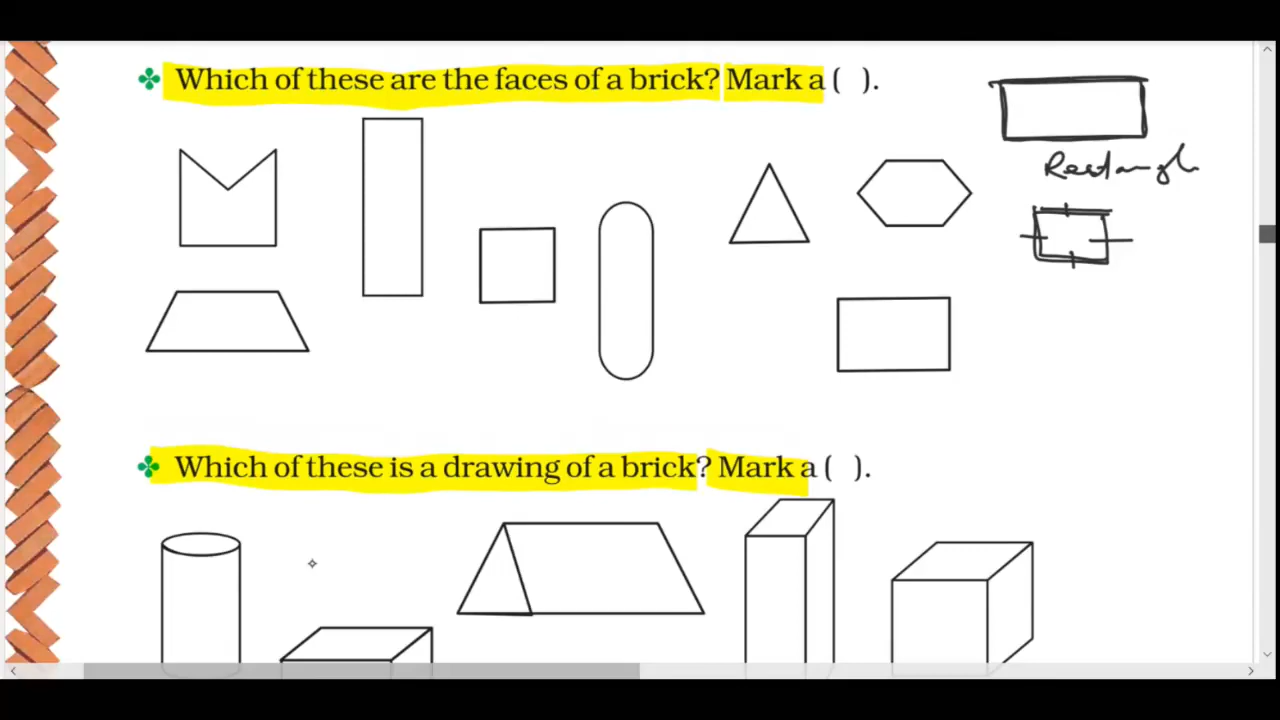 Which of these are the faces of a brick? Mark a ( ).
Rectangle
Which of these is a drawing of a brick? Mark a ( ).